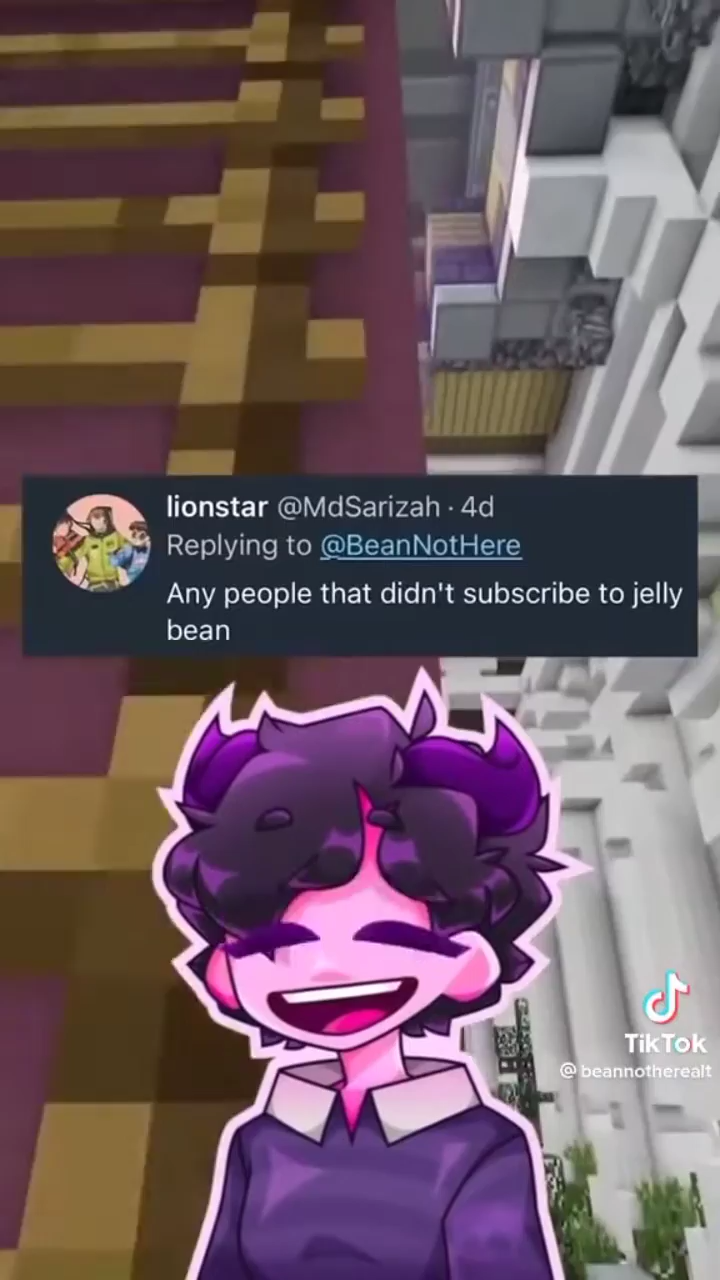 lionstar @MdSarizah · 4d
Replying to @BeanNotHere
Any people that didn't subscribe to jelly
bean
TikTok
@beannotherealt